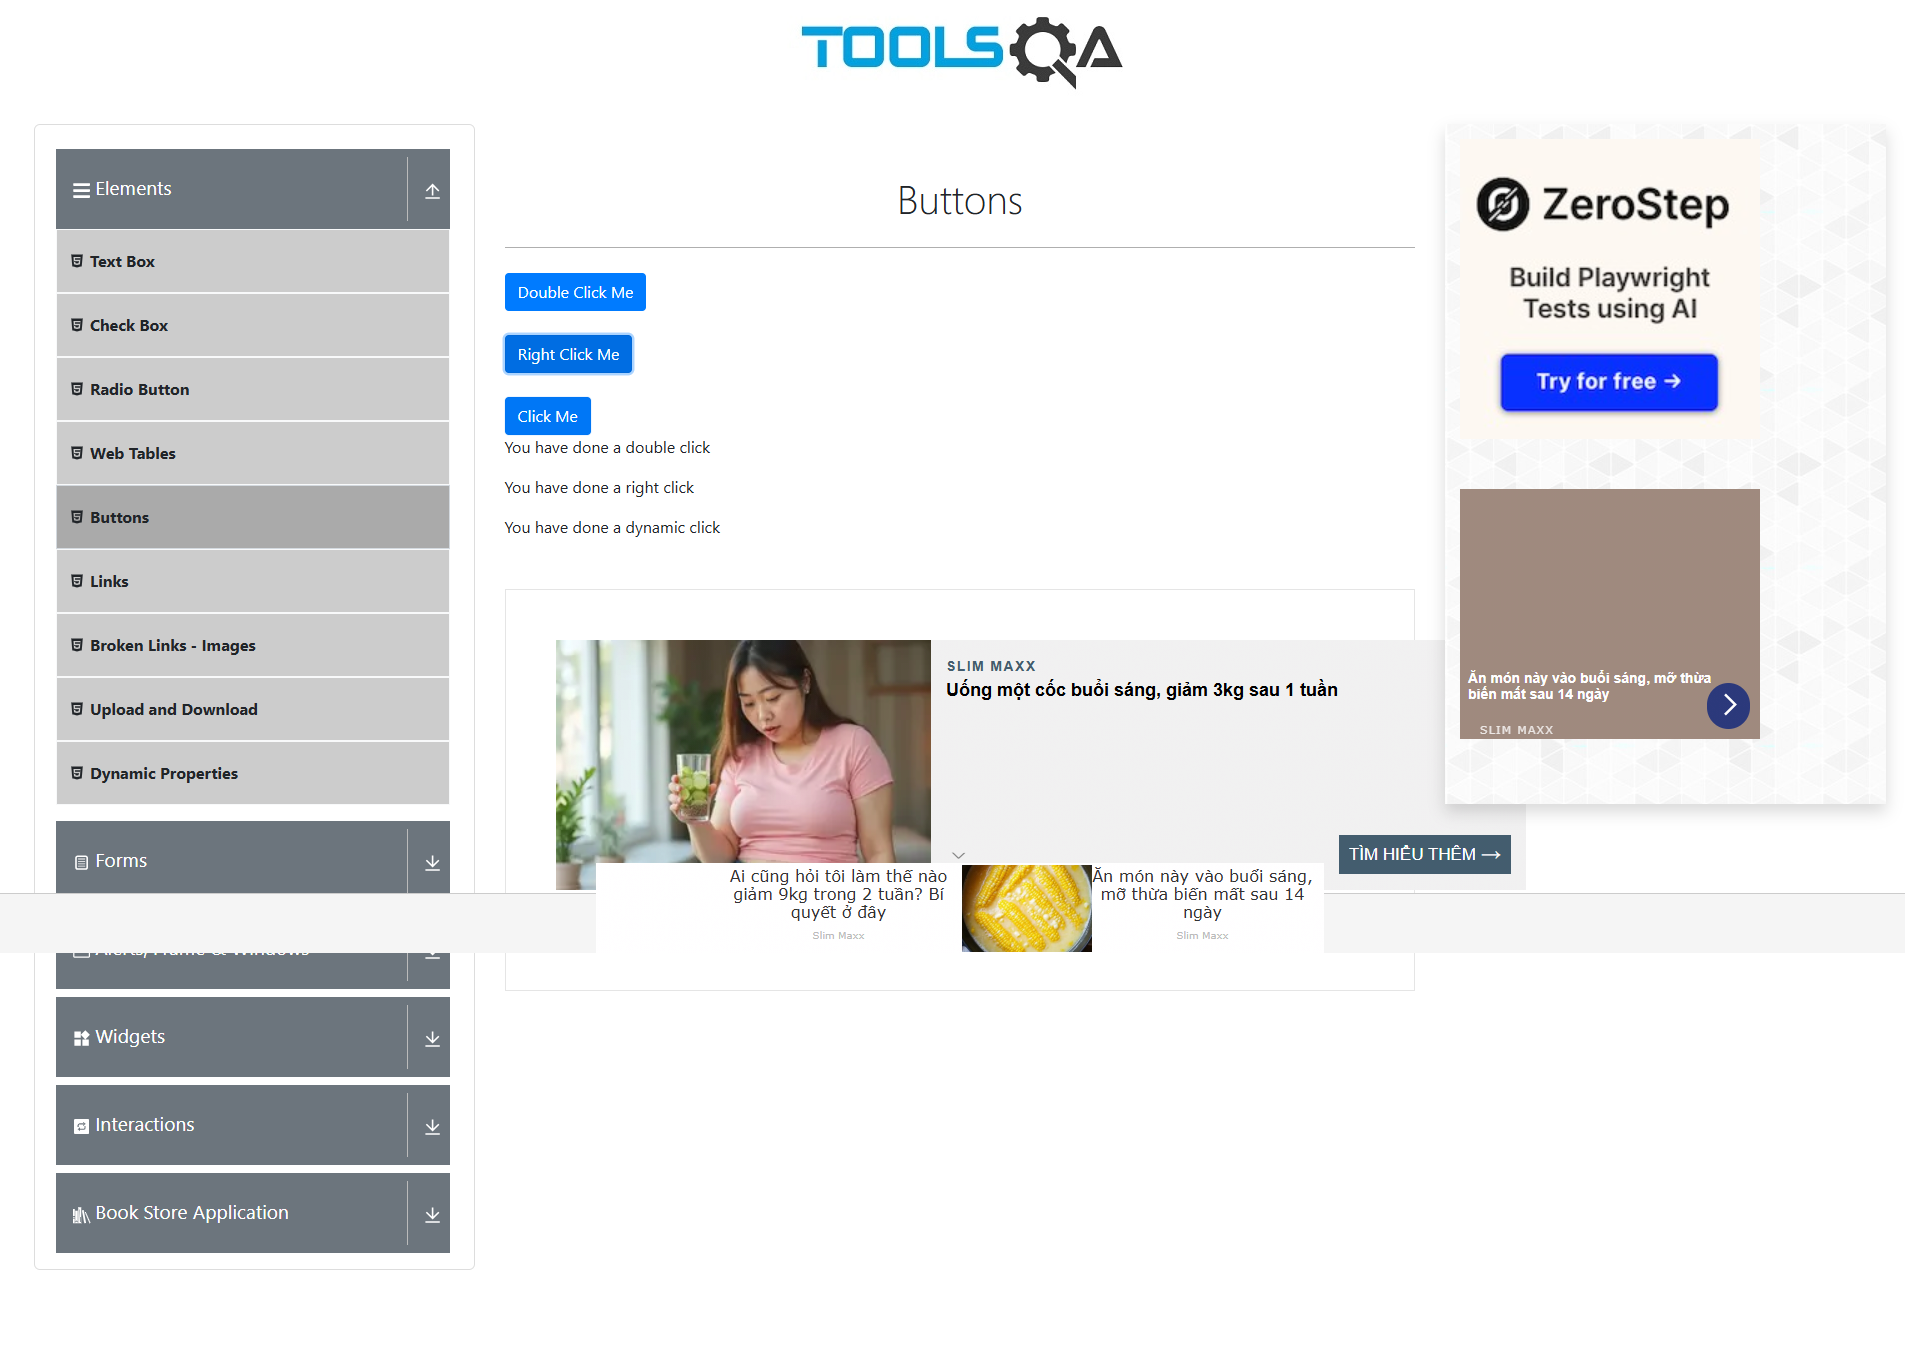 TOOLSQA
Elements
Text Box
Check Box
Radio Button
Web Tables
Buttons
Links
Broken Links - Images
Upload and Download
Dynamic Properties
Forms
Alerts, Frame & Windows
Widgets
Interactions
Book Store Application
Buttons
Double Click Me
Right Click Me
Click Me
You have done a double click
You have done a right click
You have done a dynamic click
SLIM MAXX
Uống một cốc buổi sáng, giảm 3kg sau 1 tuần
TÌM HIỂU THÊM →
Ai cũng hỏi tôi làm thế nào
giảm 9kg trong 2 tuần? Bí
quyết ở đây
Slim Maxx
Ăn món này vào buổi sáng,
mỡ thừa biến mất sau 14
ngày
Slim Maxx
ZeroStep
Build Playwright
Tests using AI
Try for free →
Ăn món này vào buổi sáng, mỡ thừa
biến mất sau 14 ngày
SLIM MAXX